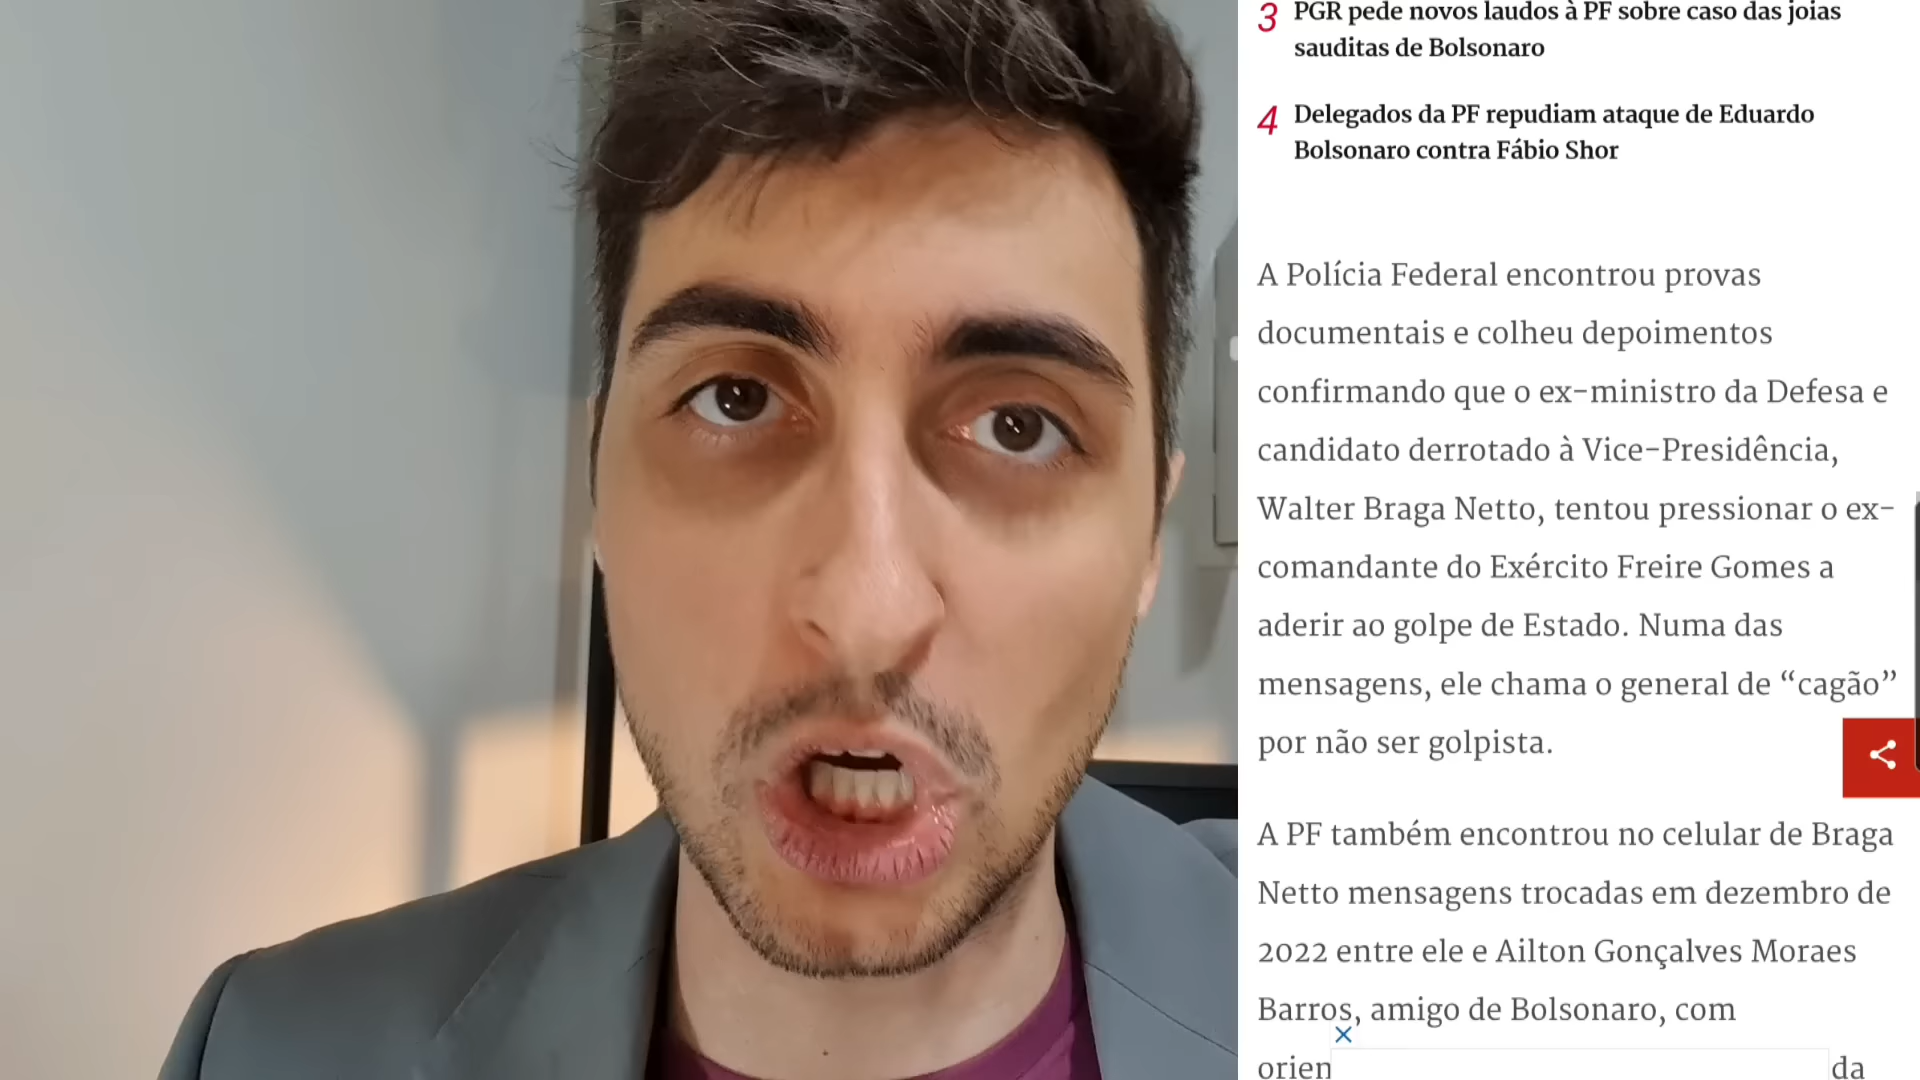 3 PGR pede novos laudos à PF sobre caso das joias
sauditas de Bolsonaro
4 Delegados da PF repudiam ataque de Eduardo
Bolsonaro contra Fábio Shor
A Polícia Federal encontrou provas
documentais e colheu depoimentos
confirmando que o ex-ministro da Defesa e
candidato derrotado à Vice-Presidência,
Walter Braga Netto, tentou pressionar o ex-
comandante do Exército Freire Gomes a
aderir ao golpe de Estado. Numa das
mensagens, ele chama o general de “cagão”
por não ser golpista.
A PF também encontrou no celular de Braga
Netto mensagens trocadas em dezembro de
2022 entre ele e Ailton Gonçalves Moraes
Barros, amigo de Bolsonaro, com
orien da